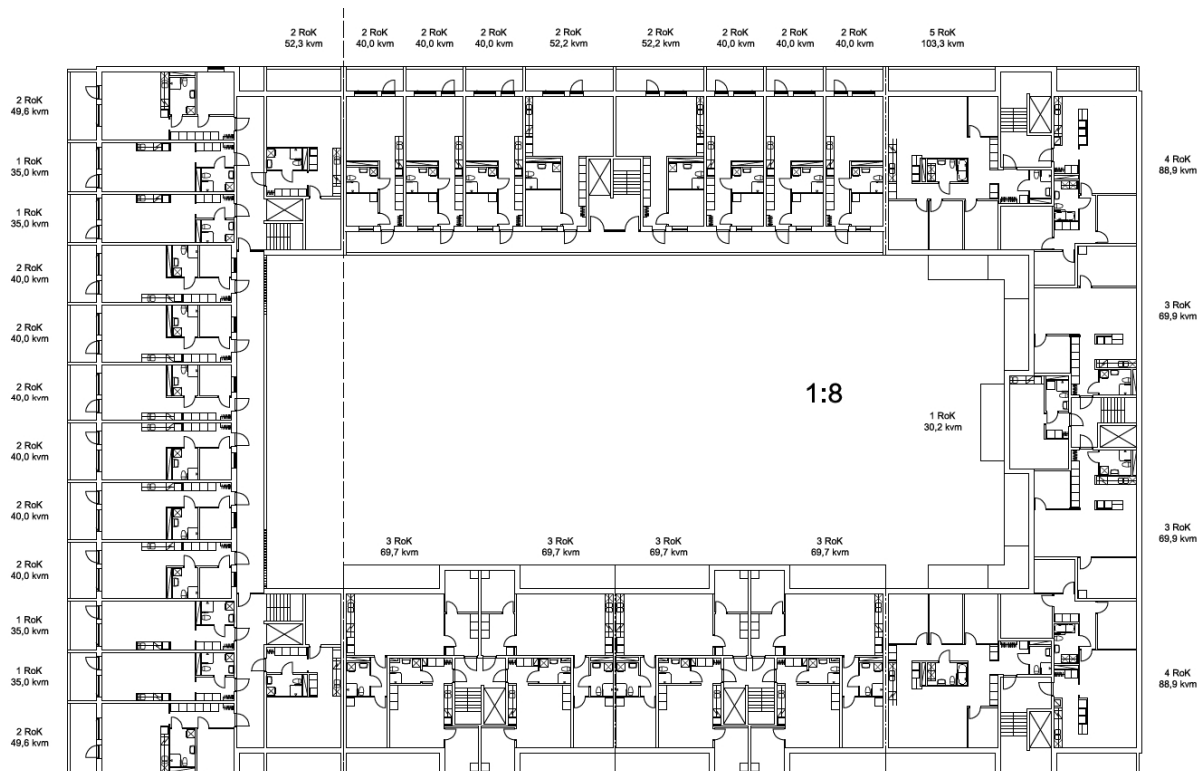 2 RoK
52,3 kvm
2 RoK
40,0 kvm
2 RoK
40,0 kvm
2 RoK
40,0 kvm
2 RoK
52,2 kvm
2 RoK
52,2 kvm
2 RoK
40,0 kvm
2 RoK
40,0 kvm
2 RoK
40,0 kvm
5 RoK
103,3 kvm
2 RoK
49,6 kvm
1 RoK
35,0 kvm
1 RoK
35,0 kvm
2 RoK
40,0 kvm
2 RoK
40,0 kvm
2 RoK
40,0 kvm
2 RoK
40,0 kvm
2 RoK
40,0 kvm
2 RoK
40,0 kvm
1 RoK
35,0 kvm
1 RoK
35,0 kvm
2 RoK
49,6 kvm
1:8
1 RoK
30,2 kvm
3 RoK
69,7 kvm
3 RoK
69,7 kvm
3 RoK
69,7 kvm
3 RoK
69,7 kvm
4 RoK
88,9 kvm
3 RoK
69,9 kvm
3 RoK
69,9 kvm
4 RoK
88,9 kvm